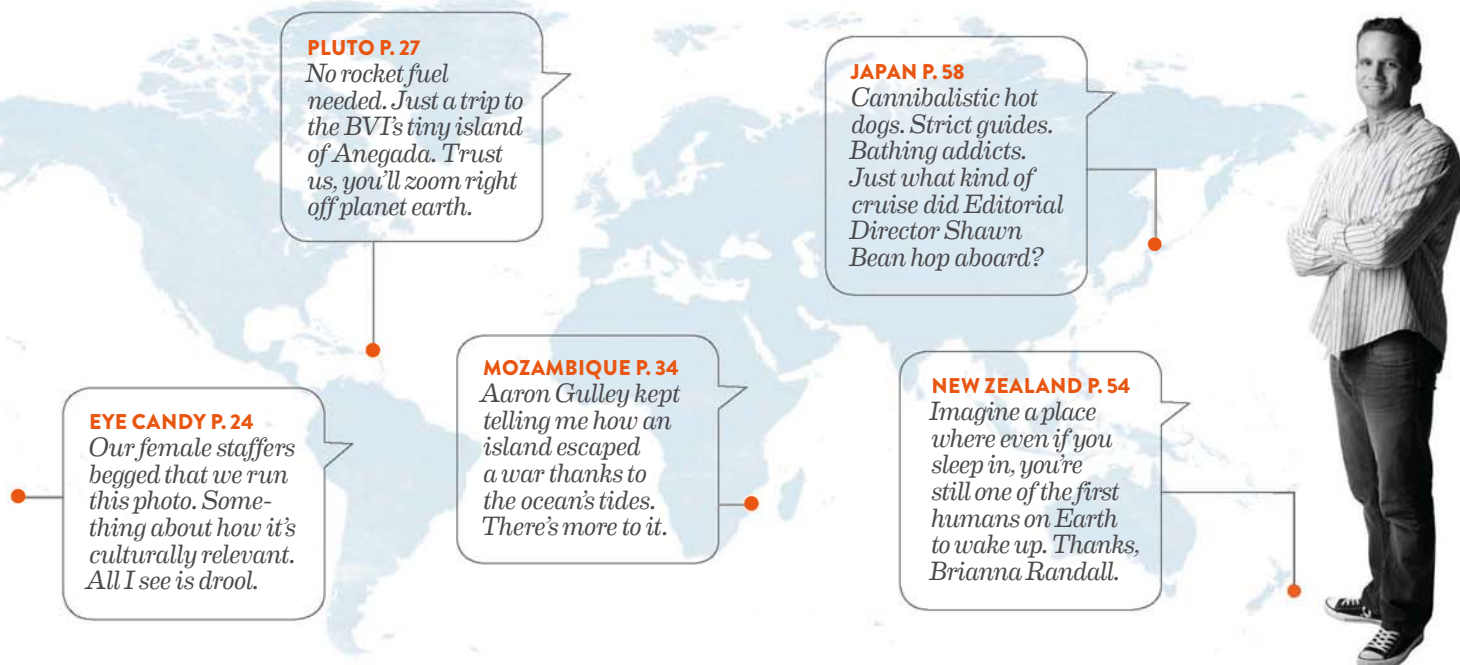 PLUTO P. 27
No rocket fuel
needed. Just a trip to
the BVI's tiny island
of Anegada. Trust
us, you'll zoom right
off planet earth.
JAPAN P. 58
Cannibalistic hot
dogs. Strict guides.
Bathing addicts.
Just what kind of
cruise did Editorial
Director Shawn
Bean hop aboard?
EYE CANDY P. 24
Our female staffers
begged that we run
this photo. Some-
thing about how it's
culturally relevant.
All I see is drool.
MOZAMBIQUE P. 34
Aaron Gulley kept
telling me how an
island escaped
a war thanks to
the ocean's tides.
There's more to it.
NEW ZEALAND P. 54
Imagine a place
where even if you
sleep in, you're
still one of the first
humans on Earth
to wake up. Thanks,
Brianna Randall.